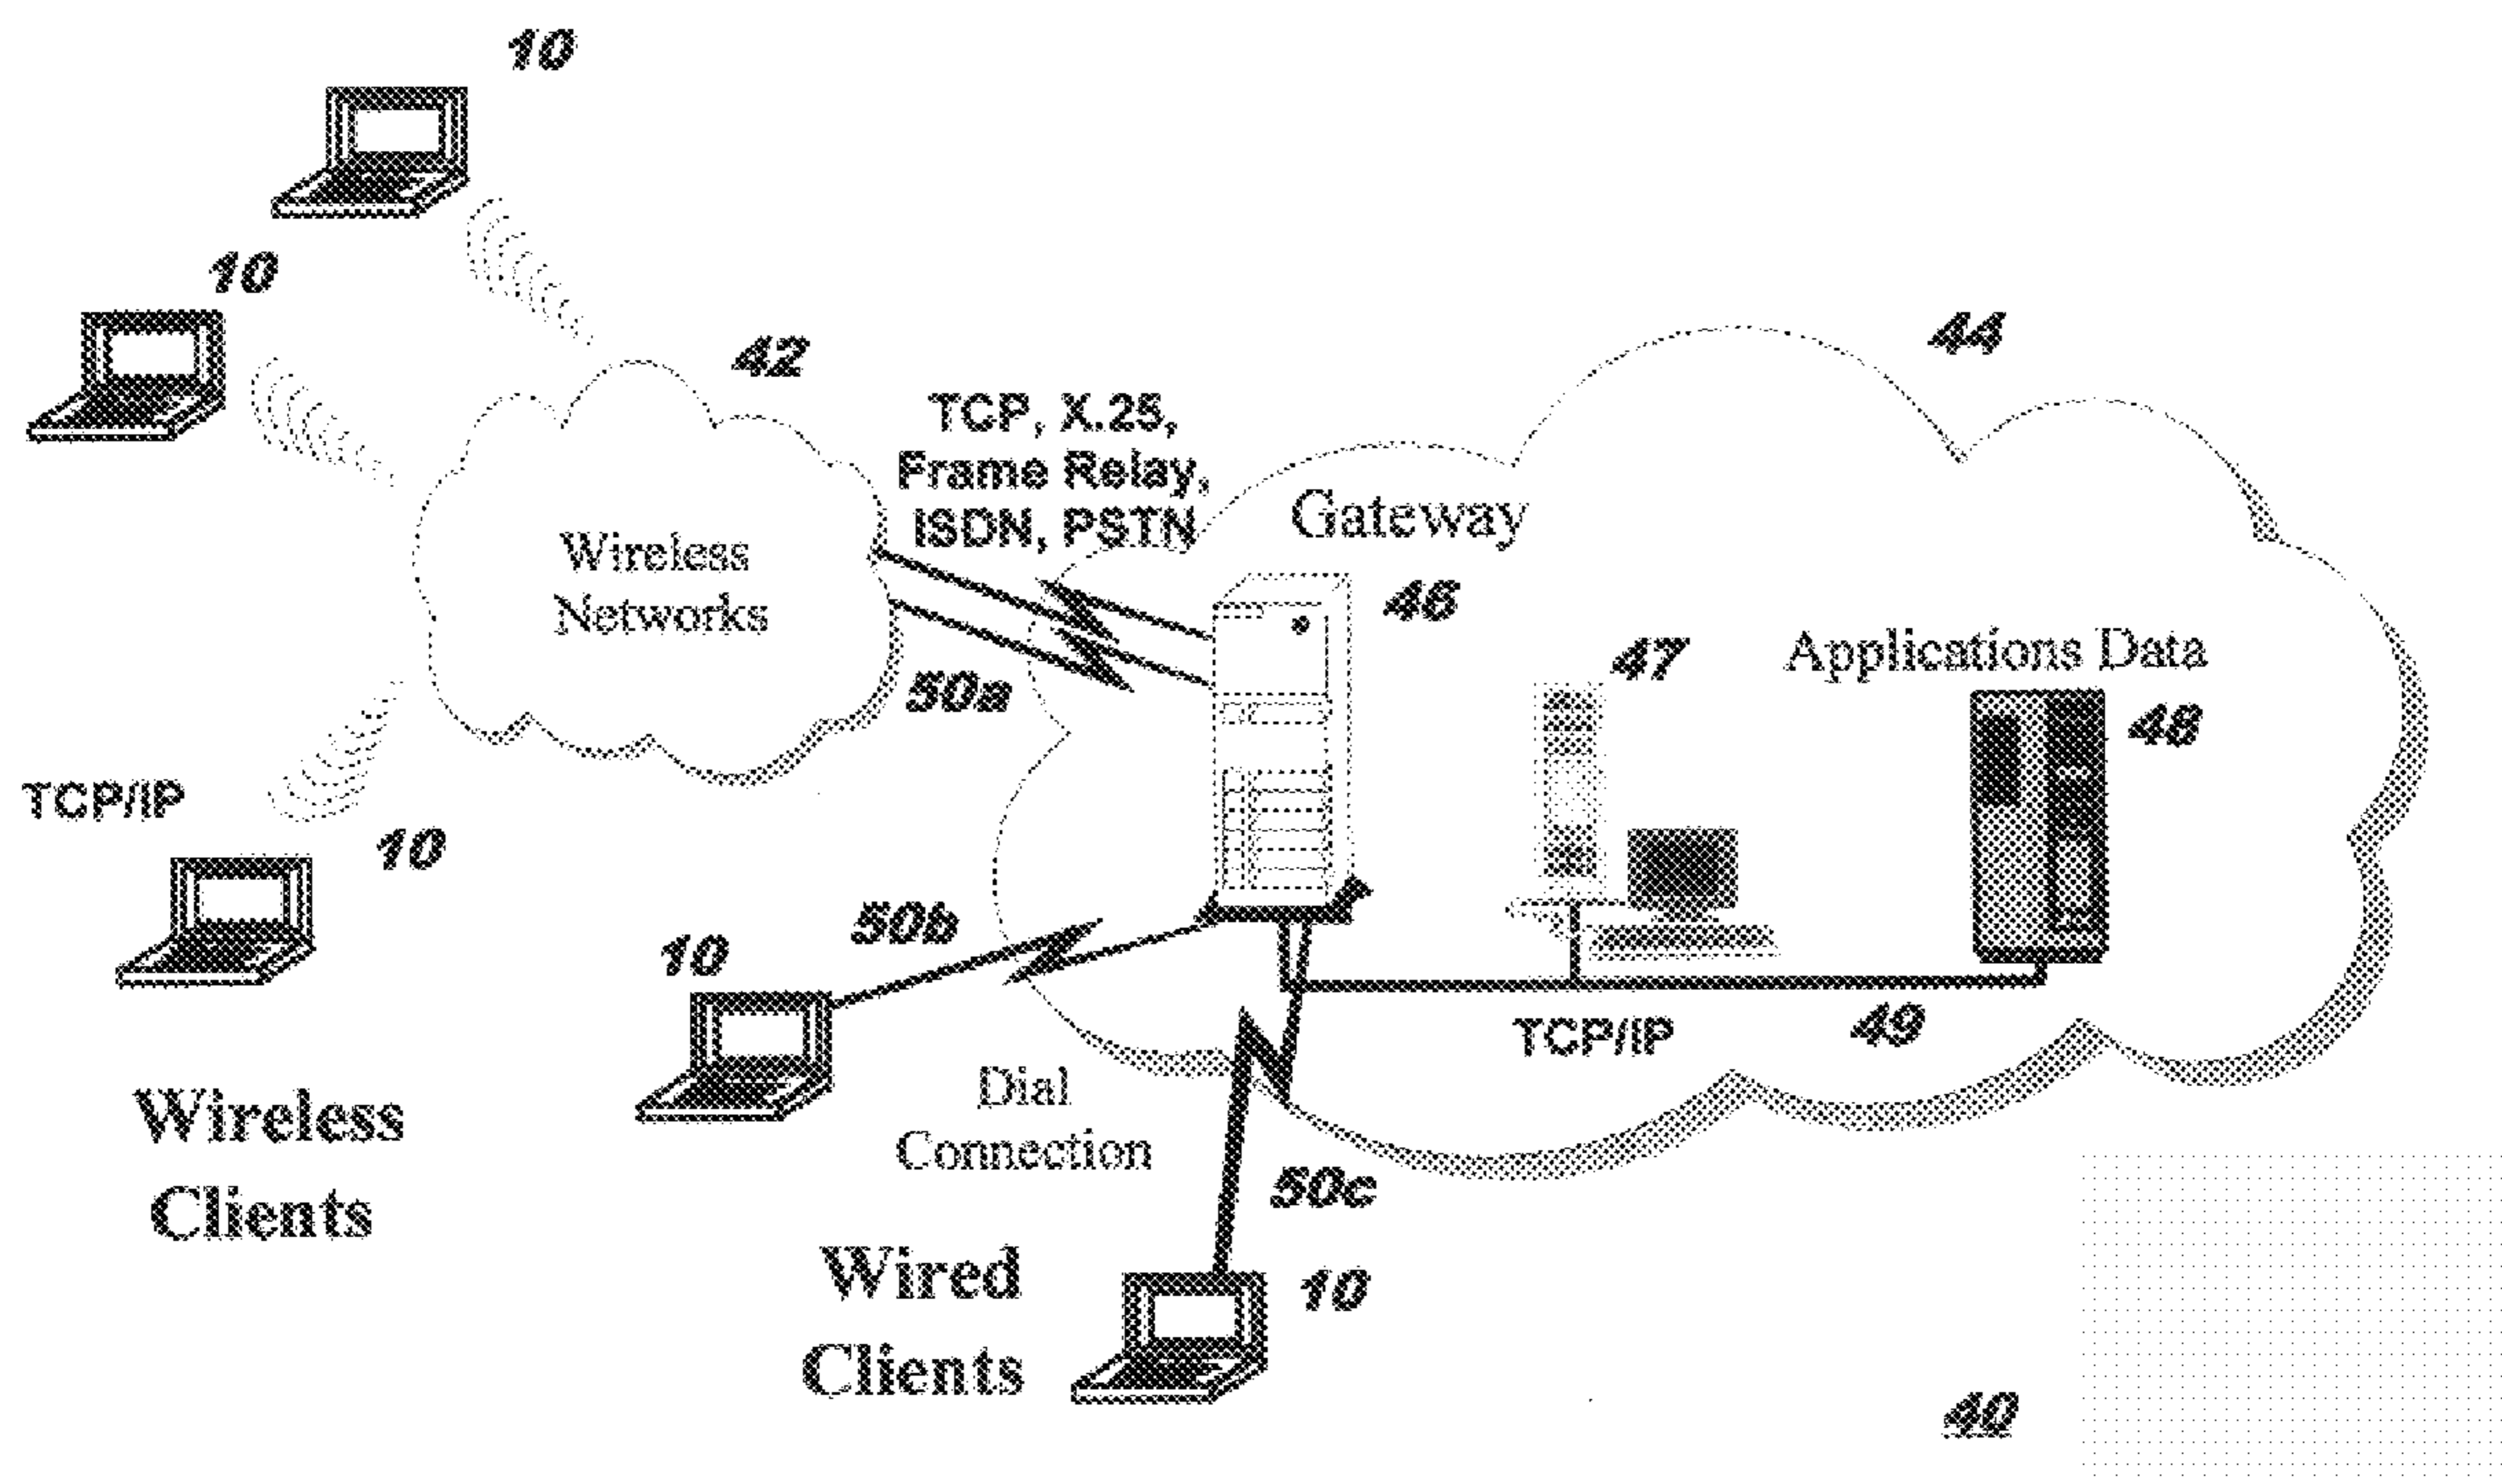 10
10
42
44
TCP, X.25,
Frame Relay,
ISDN, PSTN
Gateway
Wireless
Networks
46
47
Applications Data
48
50a
TCP/IP
10
50b
10
TCP/IP
49
Dial
Connection
Wireless
Clients
50c
Wired
Clients
10
40